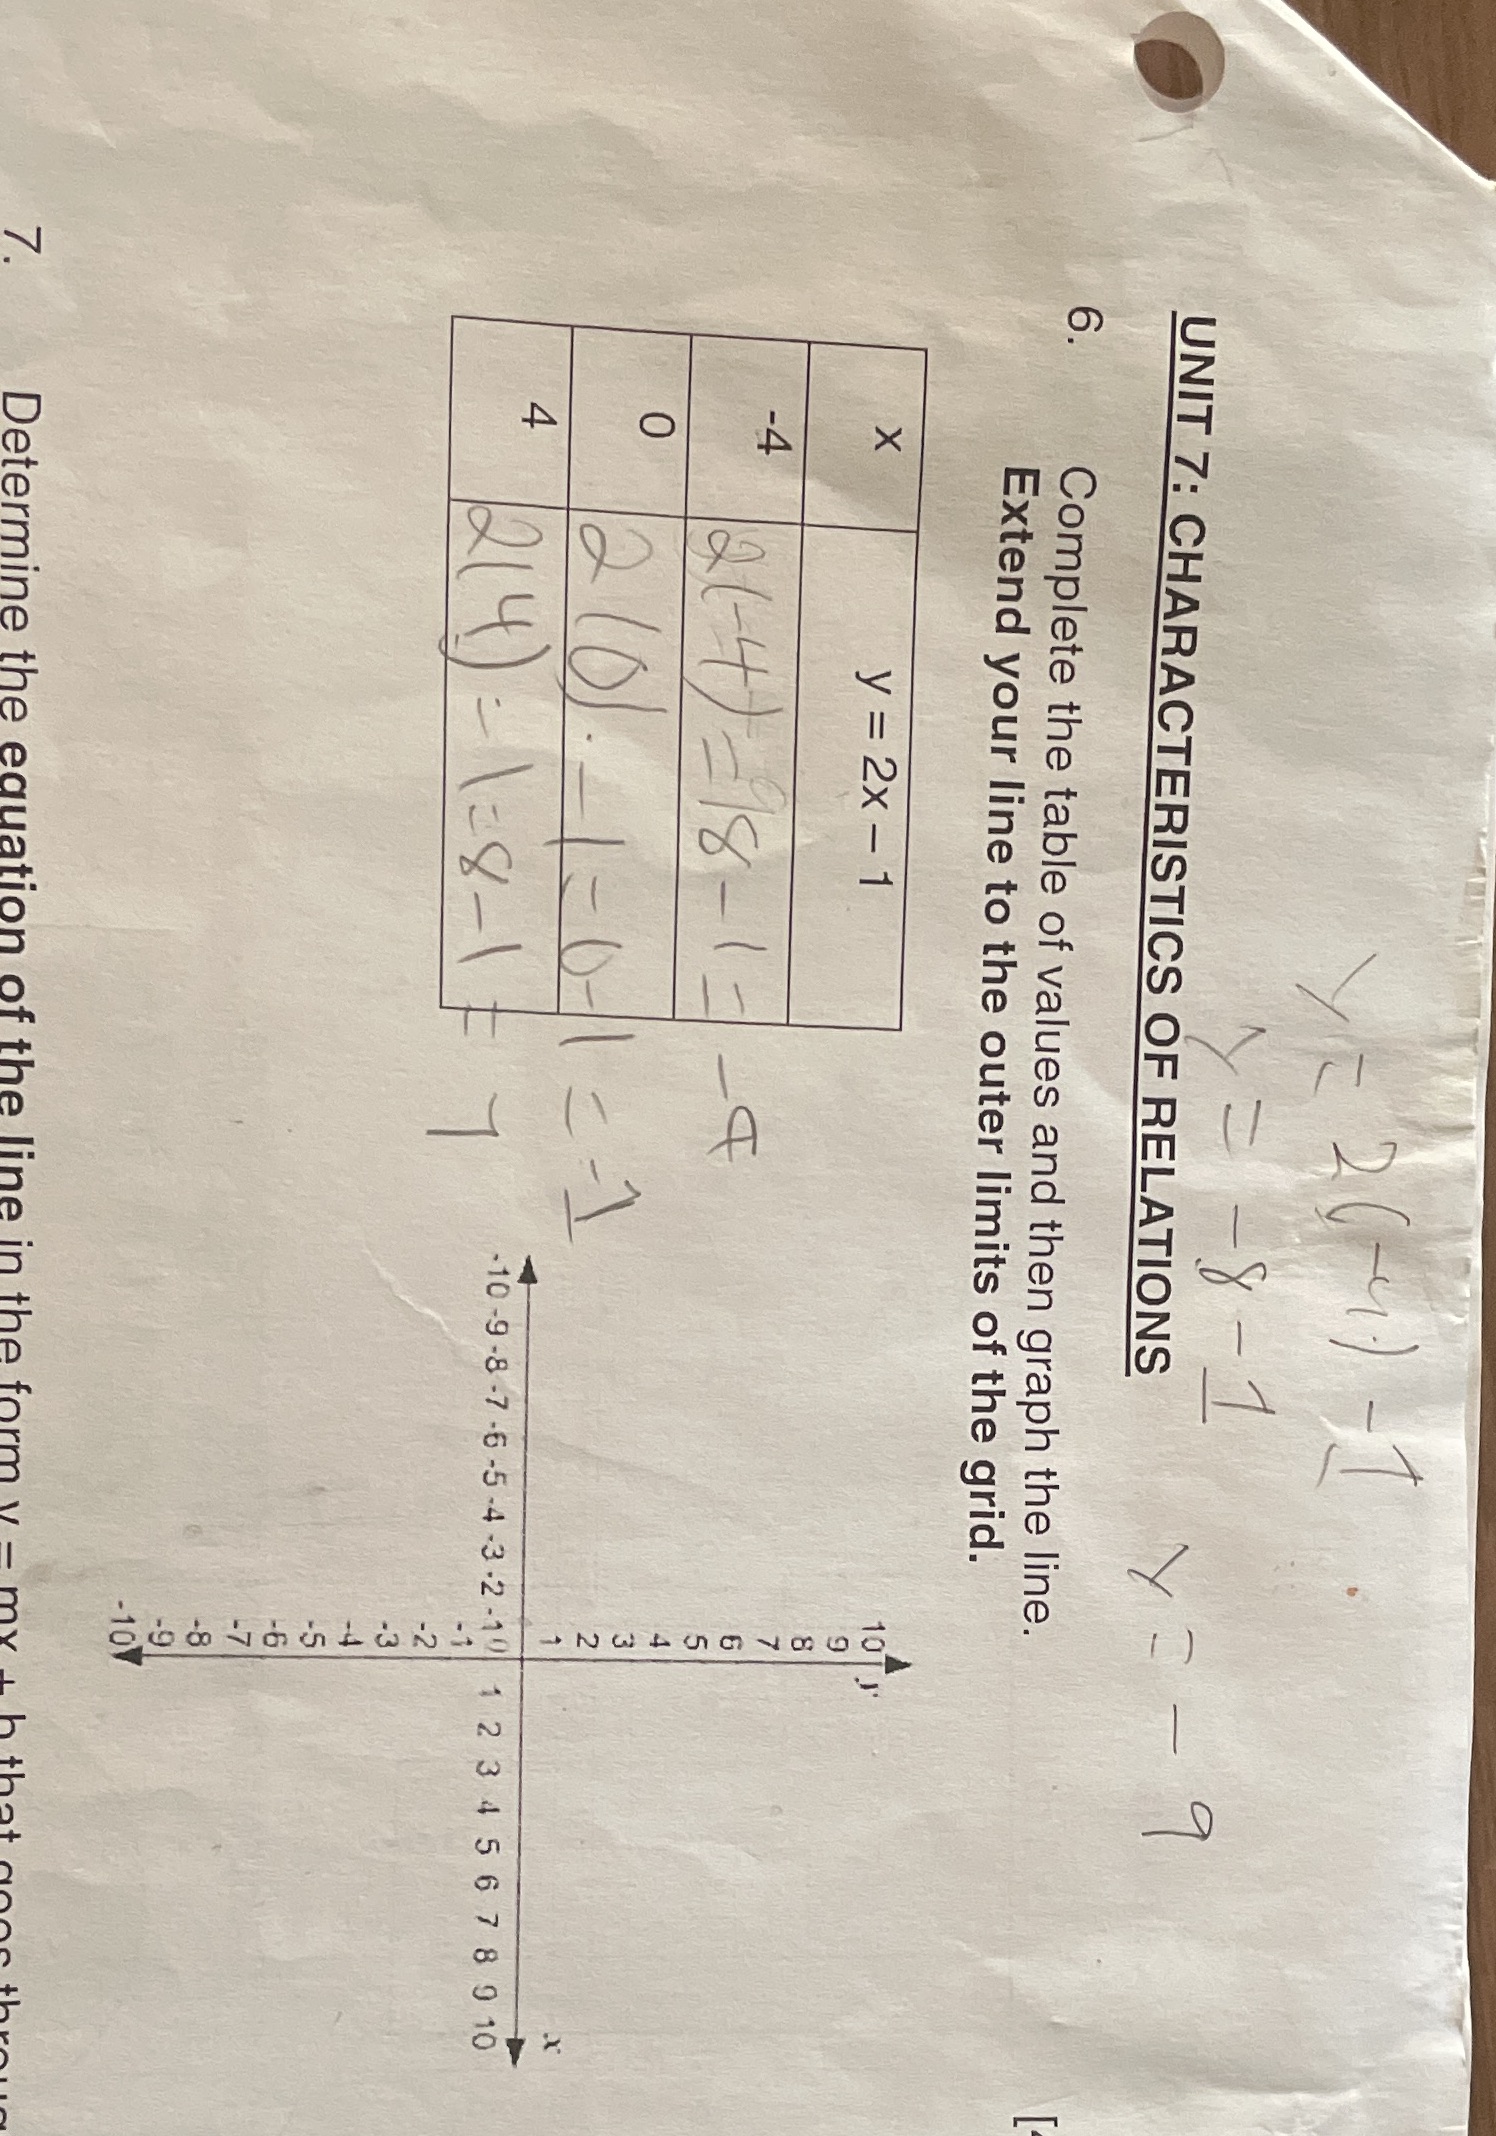 y = 2(-4) - 1
y = -8 - 1
y = - 9
UNIT 7: CHARACTERISTICS OF RELATIONS
6. Complete the table of values and then graph the line.
Extend your line to the outer limits of the grid.
x y = 2x – 1
-4 2(-4) = 8 - 1 = -9
0 2(0) - 1 = 0 - 1 = -1
4 2(4) = -1 = 8 - 1 = 7
y
10
9
8
7
6
5
4
3
2
1
x
-10 -9 -8 -7 -6 -5 -4 -3 -2 -1 0 1 2 3 4 5 6 7 8 9 10
-1
-2
-3
-4
-5
-6
-7
-8
-9
-10
7. Determine the equation of the line in the form y = mx + b that goes